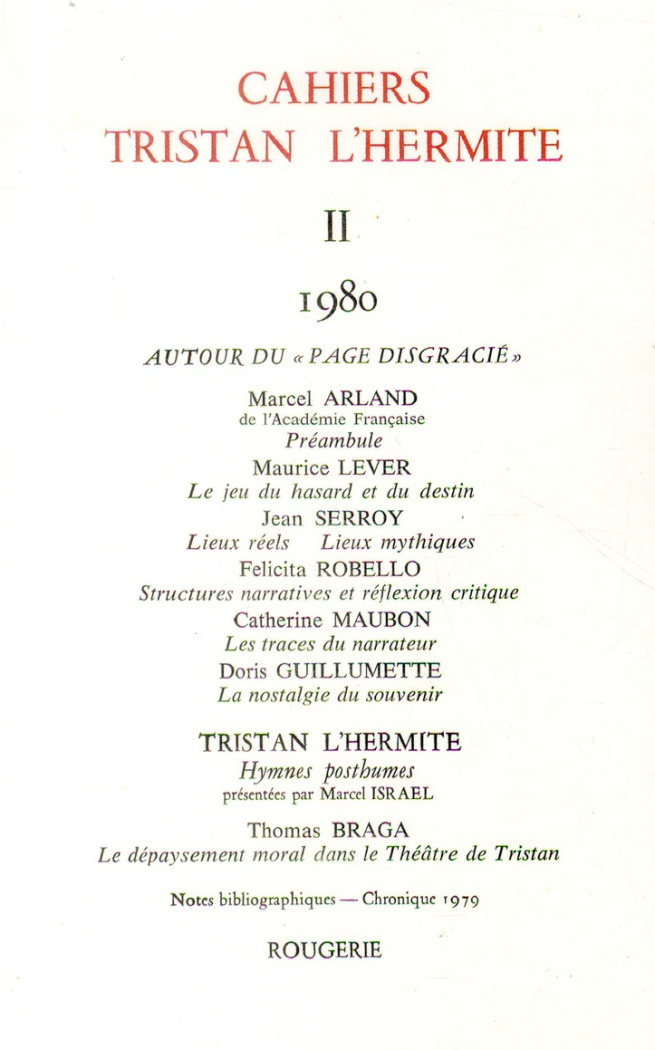 CAHIERS
TRISTAN L'HERMITE
II
1980
AUTOUR DU « PAGE DISGRACIÉ »
Marcel ARLAND
de l'Académie Française
Préambule
Maurice LEVER
Le jeu du hasard et du destin
Jean SERROY
Lieux réels Lieux mythiques
Felicita ROBELLO
Structures narratives et réflexion critique
Catherine MAUBON
Les traces du narrateur
Doris GUILLUMETTE
La nostalgie du souvenir
TRISTAN L'HERMITE
Hymnes posthumes
présentées par Marcel ISRAEL
Thomas BRAGA
Le dépaysement moral dans le Théâtre de Tristan
Notes bibliographiques — Chronique 1979
ROUGERIE